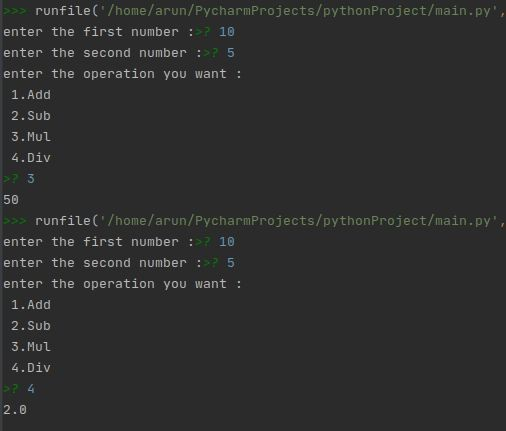 >>> runfile('/home/arun/PycharmProjects/pythonProject/main.py',
enter the first number :>? 10
enter the second number :>? 5
enter the operation you want :
 1.Add
 2.Sub
 3.Mul
 4.Div
>? 3
50
>>> runfile('/home/arun/PycharmProjects/pythonProject/main.py',
enter the first number :>? 10
enter the second number :>? 5
enter the operation you want :
 1.Add
 2.Sub
 3.Mul
 4.Div
>? 4
2.0